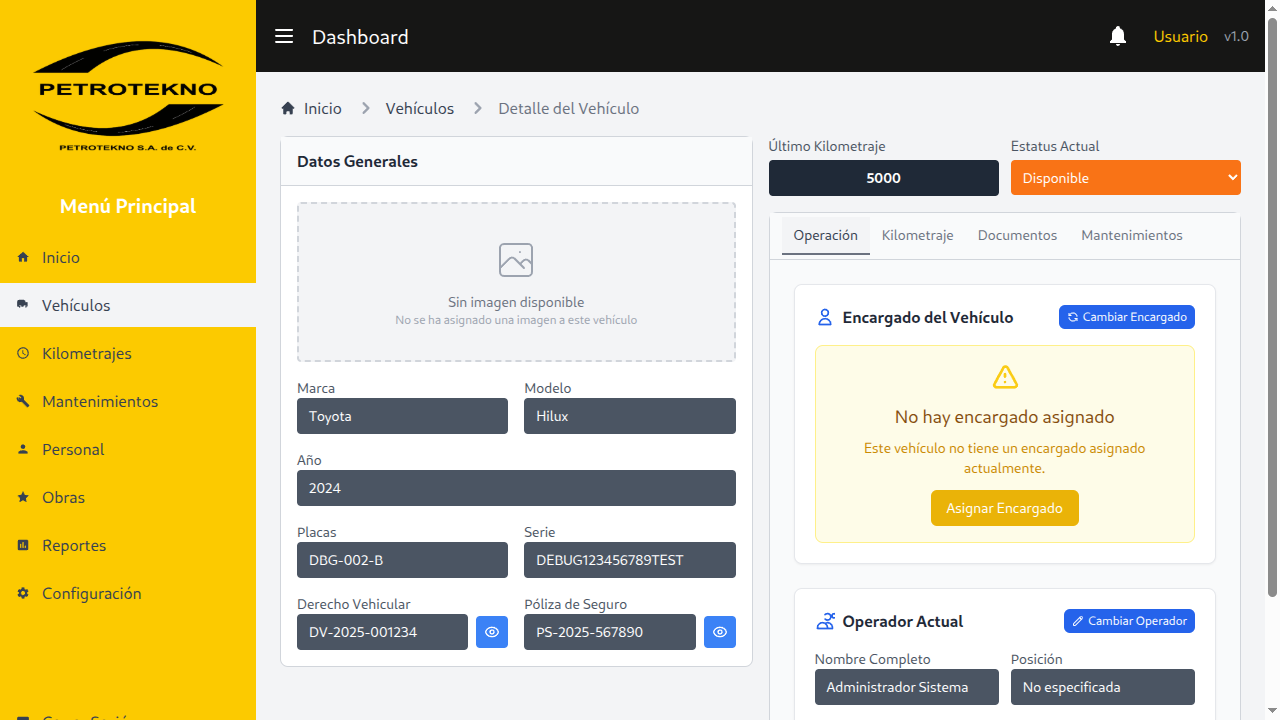 PETROTEKNO
PETROTEKNO S.A. de C.V.
Menú Principal
Inicio
Vehículos
Kilometrajes
Mantenimientos
Personal
Obras
Reportes
Configuración
Dashboard
Usuario
v1.0
Inicio
Vehículos
Detalle del Vehículo
Datos Generales
Sin imagen disponible
No se ha asignado una imagen a este vehículo
Marca
Modelo
Toyota
Hilux
Año
2024
Placas
Serie
DBG-002-B
DEBUG123456789TEST
Derecho Vehicular
Póliza de Seguro
DV-2025-001234
PS-2025-567890
Último Kilometraje
Estatus Actual
5000
Disponible
Operación
Kilometraje
Documentos
Mantenimientos
Encargado del Vehículo
Cambiar Encargado
No hay encargado asignado
Este vehículo no tiene un encargado asignado
actualmente.
Asignar Encargado
Operador Actual
Cambiar Operador
Nombre Completo
Posición
Administrador Sistema
No especificada